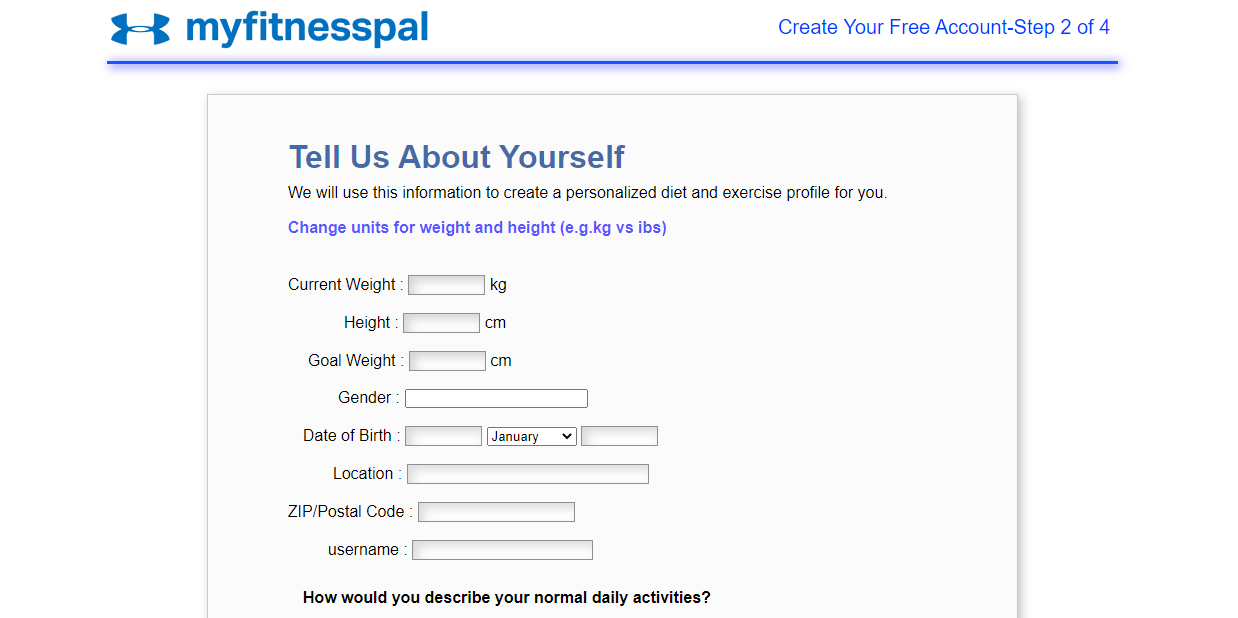 myfitnesspal
Create Your Free Account-Step 2 of 4
Tell Us About Yourself
We will use this information to create a personalized diet and exercise profile for you.
Change units for weight and height (e.g.kg vs ibs)
Current Weight : kg
Height : cm
Goal Weight : cm
Gender :
Date of Birth : January
Location :
ZIP/Postal Code :
username :
How would you describe your normal daily activities?